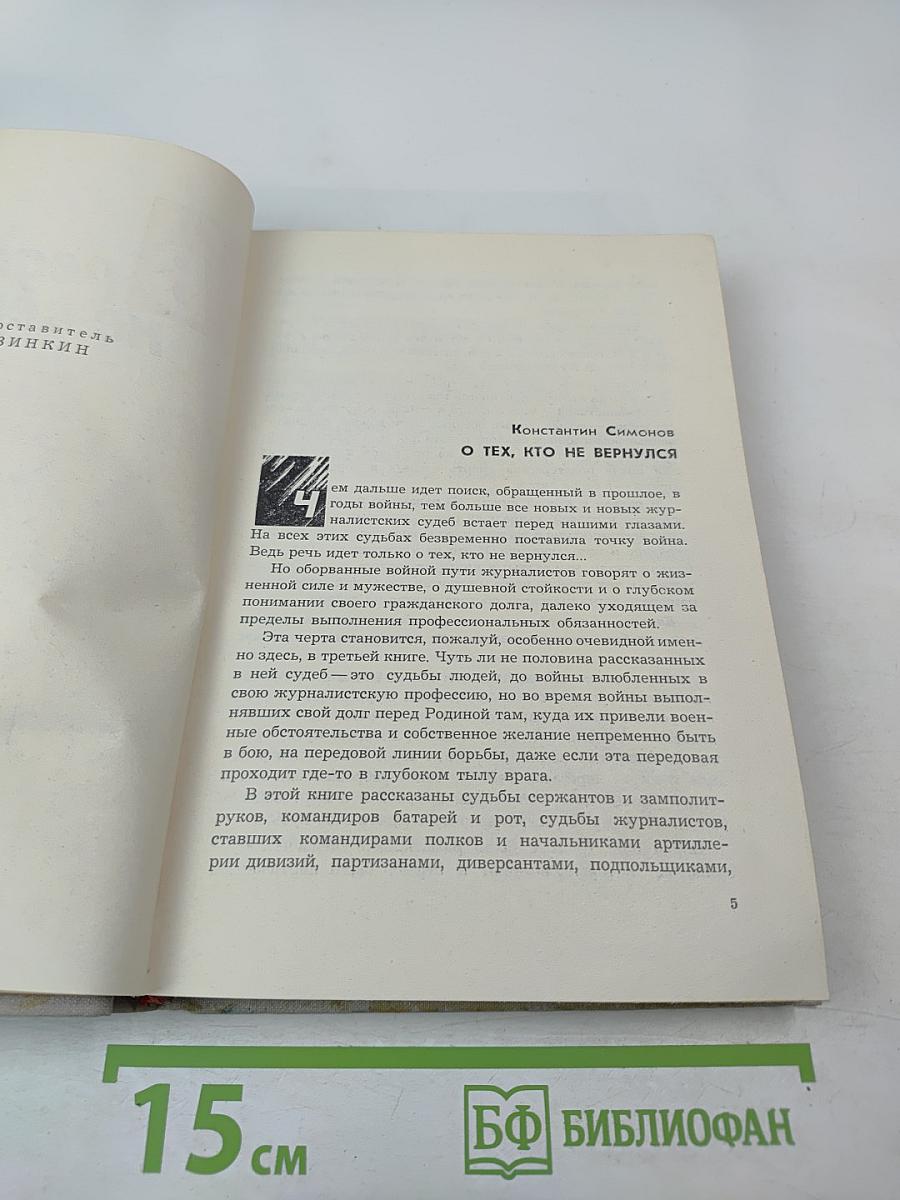 ЗИНКИН
Константин Симонов
О ТЕХ, КТО НЕ ВЕРНУЛСЯ
Чем дальше идет поиск, обращенный в прошлое, в
годы войны, тем больше все новых и новых жур-
налистских судеб встает перед нашими глазами.
На всех этих судьбах безвременно поставила точку война.
Ведь речь идет только о тех, кто не вернулся...
Но оборванные войной пути журналистов говорят о жиз-
ненной силе и мужестве, о душевной стойкости и о глубоком
понимании своего гражданского долга, далеко уходящем за
пределы выполнения профессиональных обязанностей.
Эта черта становится, пожалуй, особенно очевидной имен-
но здесь, в третьей книге. Чуть ли не половина рассказанных
в ней судеб — это судьбы людей, до войны влюбленных в
свою журналистскую профессию, но во время войны выпол-
нявших свой долг перед Родиной там, куда их привели воен-
ные обстоятельства и собственное желание непременно быть
в бою, на передовой линии борьбы, даже если эта передовая
проходит где-то в глубоком тылу врага.
В этой книге рассказаны судьбы сержантов и замполит-
руков, командиров батарей и рот, судьбы журналистов,
ставших командирами полков и начальниками артилле-
рии дивизий, партизанами, диверсантами, подпольщиками,
5
15 см
БФ БИБЛИОФАН